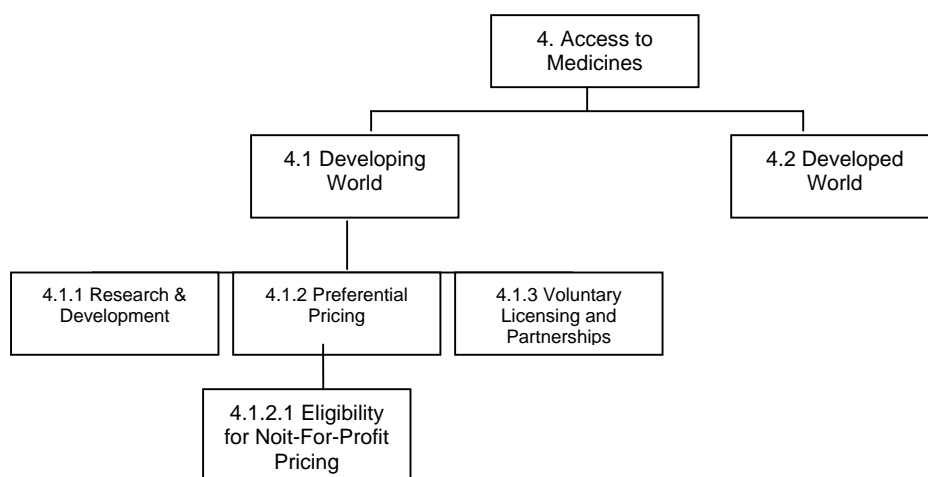 4. Access to
Medicines
4.1 Developing
World
4.2 Developed
World
4.1.1 Research &
Development
4.1.2 Preferential
Pricing
4.1.3 Voluntary
Licensing and
Partnerships
4.1.2.1 Eligibility
for Noit-For-Profit
Pricing